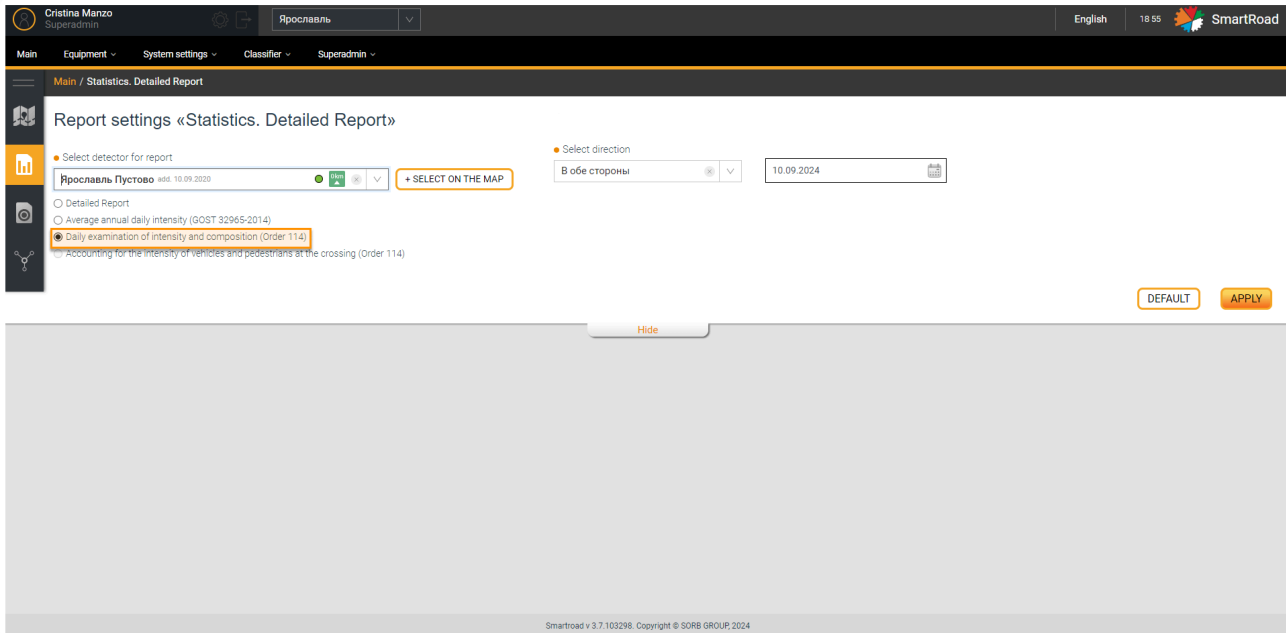 Cristina Manzo
Superadmin
Ярославль
English
18 55
SmartRoad
Main Equipment System settings Classifier Superadmin
Main / Statistics. Detailed Report
Report settings «Statistics. Detailed Report»
Select detector for report
Ярославль Пустово add. 10.09.2020
+ SELECT ON THE MAP
Select direction
В обе стороны
10.09.2024
Detailed Report
Average annual daily intensity (GOST 32965-2014)
Daily examination of intensity and composition (Order 114)
Accounting for the intensity of vehicles and pedestrians at the crossing (Order 114)
DEFAULT APPLY
Hide
Smartroad v 3.7.103298. Copyright © SORB GROUP, 2024